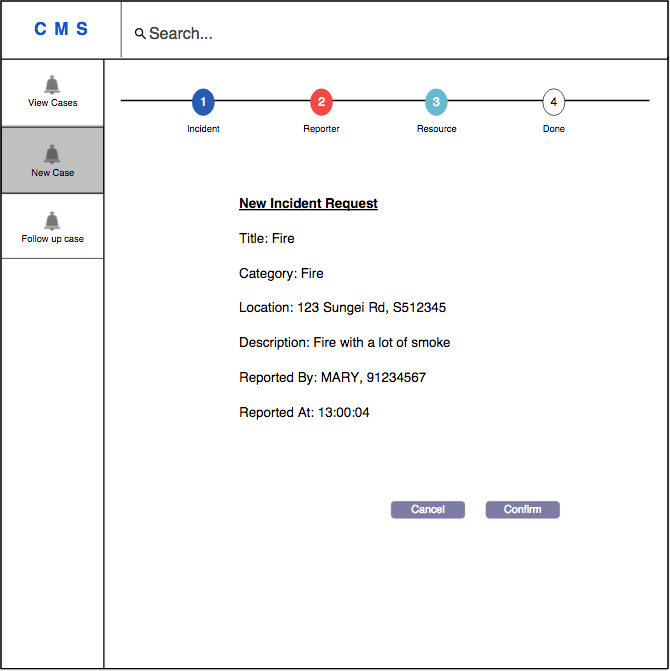 C M S
Search...
View Cases
New Case
Follow up case
1 2 3 4
Incident Reporter Resource Done
New Incident Request
Title: Fire
Category: Fire
Location: 123 Sungei Rd, S512345
Description: Fire with a lot of smoke
Reported By: MARY, 91234567
Reported At: 13:00:04
Cancel Confirm